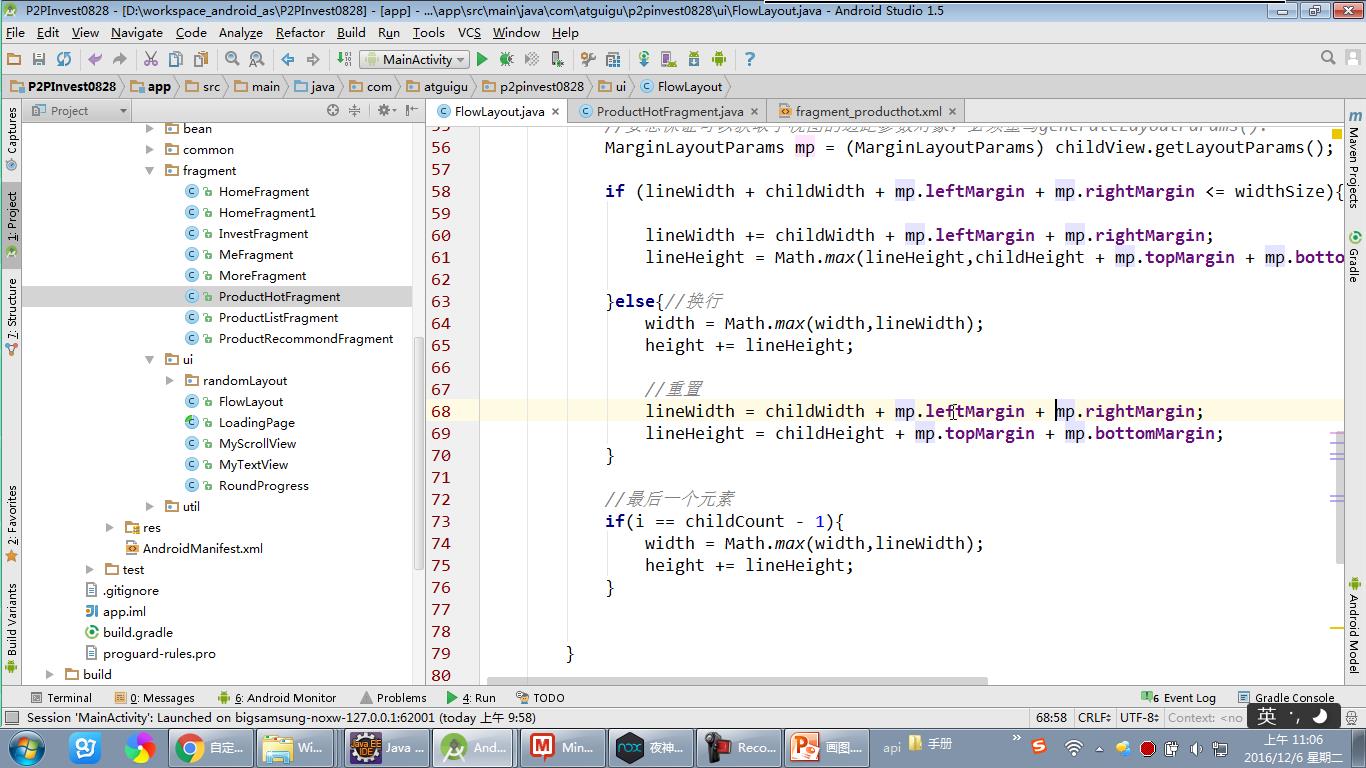 P2PInvest0828 - [D:\workspace_android_as\P2PInvest0828] - [app] - ...\app\src\main\java\com\atguigu\p2pinvest0828\ui\FlowLayout.java - Android Studio 1.5
File Edit View Navigate Code Analyze Refactor Build Run Tools VCS Window Help
MainActivity
P2PInvest0828 app src main java com atguigu p2pinvest0828 ui FlowLayout
Project
FlowLayout.java ProductHotFragment.java fragment_producthot.xml
Captures
1: Project
7: Structure
2: Favorites
Build Variants
bean
common
fragment
HomeFragment
HomeFragment1
InvestFragment
MeFragment
MoreFragment
ProductHotFragment
ProductListFragment
ProductRecommondFragment
ui
randomLayout
FlowLayout
LoadingPage
MyScrollView
MyTextView
RoundProgress
util
res
AndroidManifest.xml
test
.gitignore
app.iml
build.gradle
proguard-rules.pro
build
56 MarginLayoutParams mp = (MarginLayoutParams) childView.getLayoutParams();
57
58 if (lineWidth + childWidth + mp.leftMargin + mp.rightMargin <= widthSize){
59
60 lineWidth += childWidth + mp.leftMargin + mp.rightMargin;
61 lineHeight = Math.max(lineHeight,childHeight + mp.topMargin + mp.botto
62
63 }else{//换行
64 width = Math.max(width,lineWidth);
65 height += lineHeight;
66
67 //重置
68 lineWidth = childWidth + mp.leftMargin + mp.rightMargin;
69 lineHeight = childHeight + mp.topMargin + mp.bottomMargin;
70 }
71
72 //最后一个元素
73 if(i == childCount - 1){
74 width = Math.max(width,lineWidth);
75 height += lineHeight;
76 }
77
78
79 }
80
Maven Projects
Gradle
Android Model
Terminal 0: Messages 6: Android Monitor Problems 4: Run TODO 6 Event Log Gradle Console
Session 'MainActivity': Launched on bigsamsung-noxw-127.0.0.1:62001 (today 上午 9:58) 68:58 CRLF UTF-8 Context: <no 英
自定... Wi... Java ... And... Min... 夜神... Reco... 画图... api 手册 上午 11:06
2016/12/6 星期二